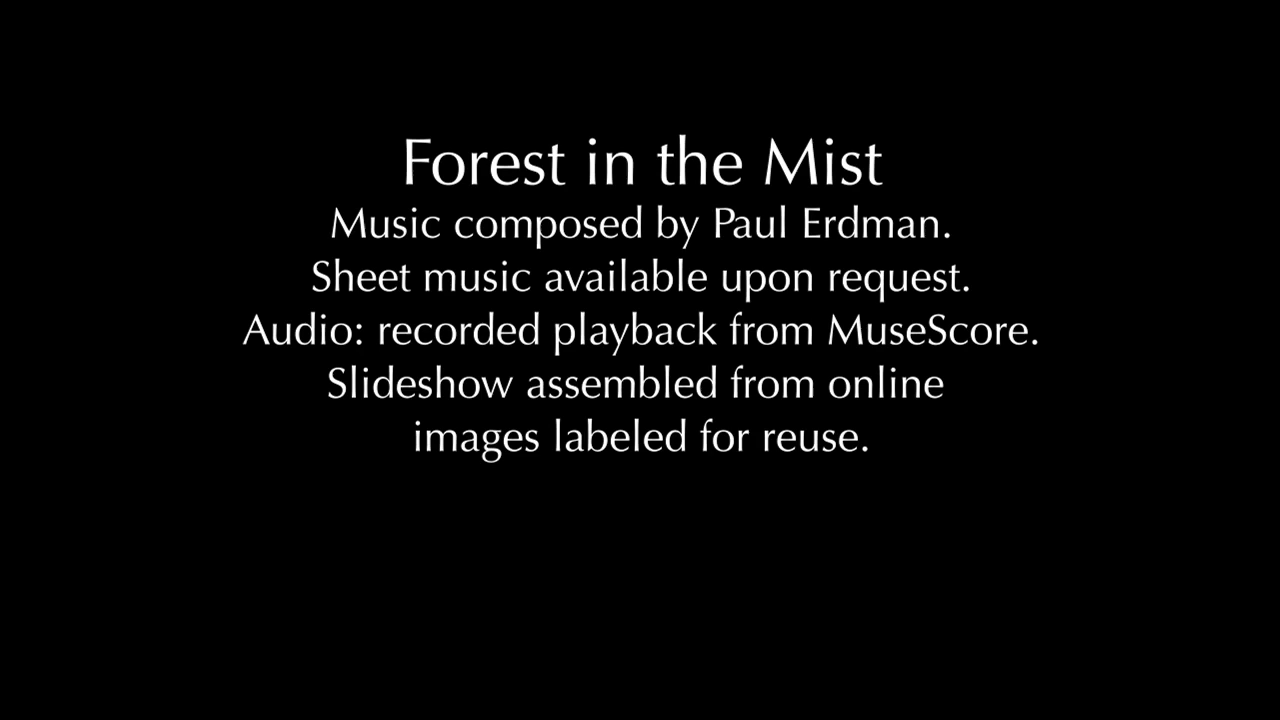 Forest in the Mist
Music composed by Paul Erdman.
Sheet music available upon request.
Audio: recorded playback from MuseScore.
Slideshow assembled from online
images labeled for reuse.